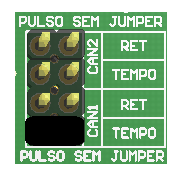 PULSO SEM JUMPER
CAN2
RET
TEMPO
CAN1
RET
TEMPO
PULSO SEM JUMPER